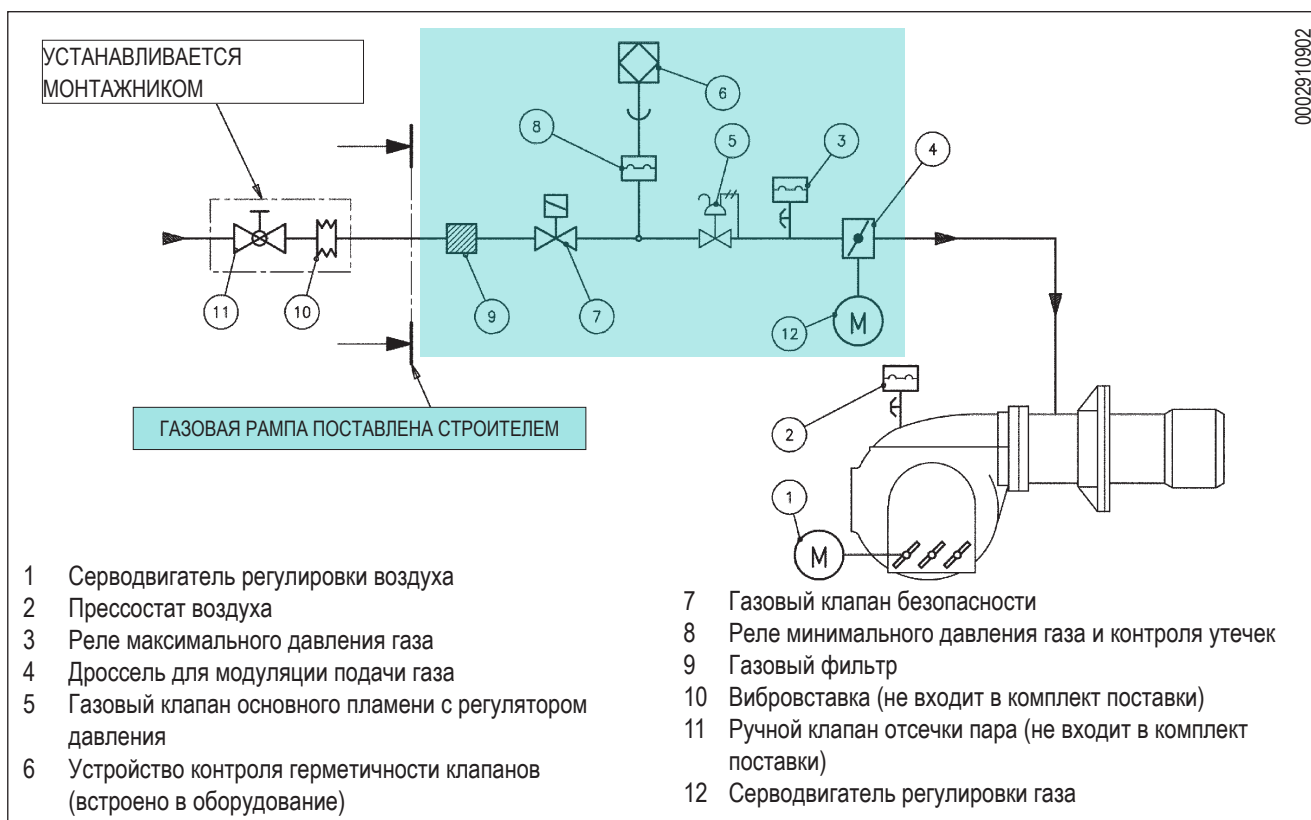 УСТАНАВЛИВАЕТСЯ
МОНТАЖНИКОМ
0002910902
6
8
5
3
4
11
10
9
7
12
M
ГАЗОВАЯ РАМПА ПОСТАВЛЕНА СТРОИТЕЛЕМ
2
1
M
1 Серводвигатель регулировки воздуха
2 Прессостат воздуха
3 Реле максимального давления газа
4 Дроссель для модуляции подачи газа
5 Газовый клапан основного пламени с регулятором
давления
6 Устройство контроля герметичности клапанов
(встроено в оборудование)
7 Газовый клапан безопасности
8 Реле минимального давления газа и контроля утечек
9 Газовый фильтр
10 Вибровставка (не входит в комплект поставки)
11 Ручной клапан отсечки пара (не входит в комплект
поставки)
12 Серводвигатель регулировки газа